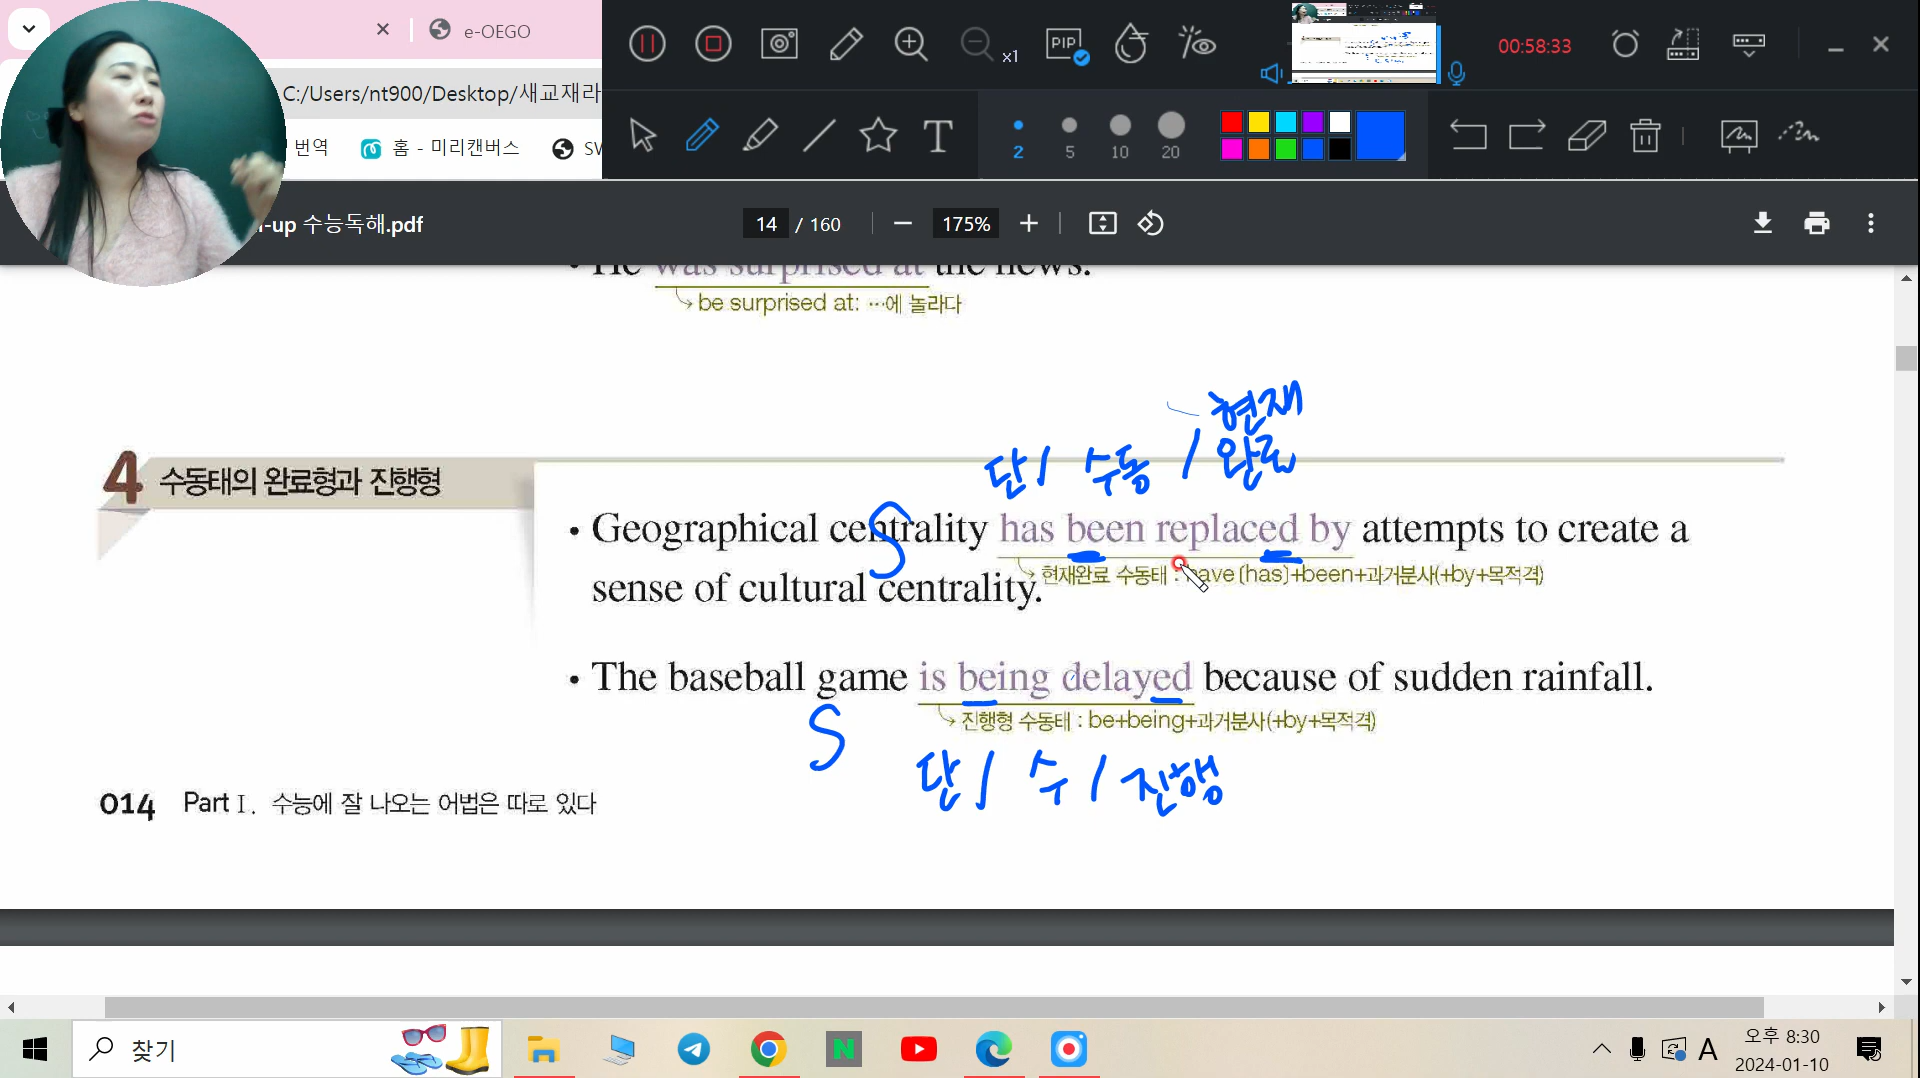 e-OEGO
C:/Users/nt900/Desktop/새교재라
번역
홈 - 미리캔버스
SV
x1
PIP
00:58:33
2
5
10
20
-up 수능독해.pdf
14 / 160
175%
• He was surprised at the news.
be surprised at: …에 놀라다
현재
단 / 수동 / 완료
4 수동태의 완료형과 진행형
• Geographical centrality has been replaced by attempts to create a
S
현재완료 수동태 : have(has)+been+과거분사(+by+목적격)
sense of cultural centrality.
• The baseball game is being delayed because of sudden rainfall.
진행형 수동태 : be+being+과거분사(+by+목적격)
S
단 / 수 / 진행
014 Part I. 수능에 잘 나오는 어법은 따로 있다
찾기
N
A
오후 8:30
2024-01-10